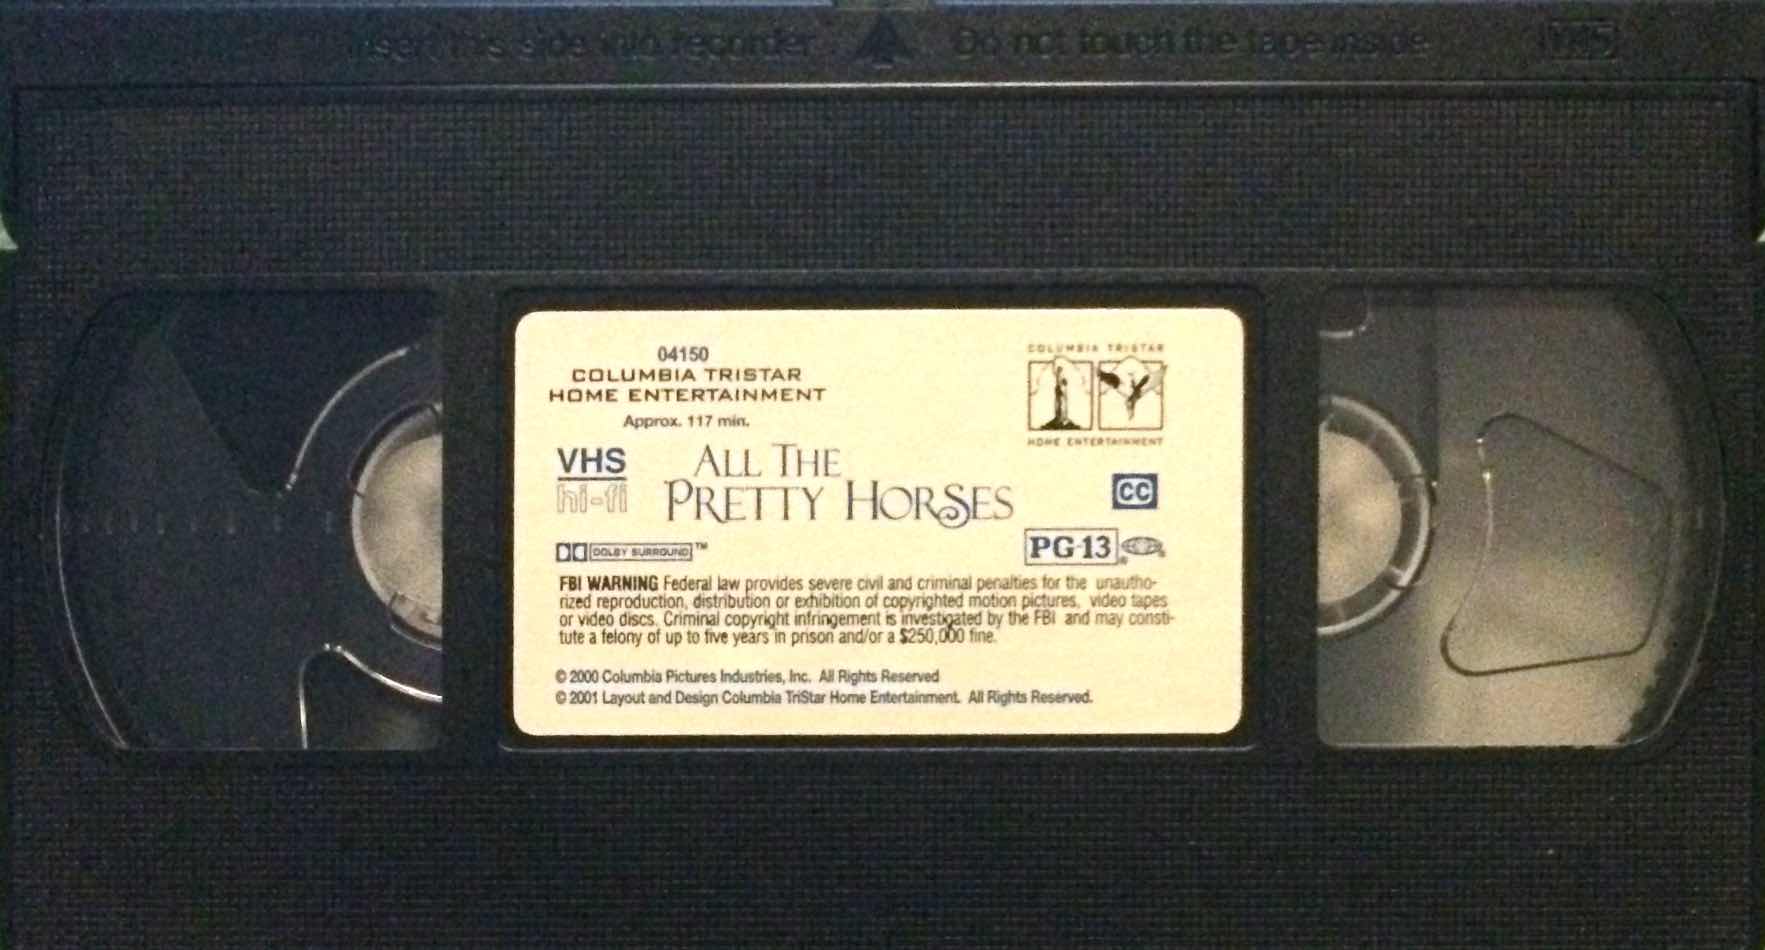 Insert this side into recorder Do not touch the tape inside VHS
04150
COLUMBIA TRISTAR
HOME ENTERTAINMENT
Approx. 117 min.
COLUMBIA TRISTAR
HOME ENTERTAINMENT
VHS
hi-fi
ALL THE
PRETTY HORSES
CC
DOLBY SURROUND™
PG-13®
FBI WARNING Federal law provides severe civil and criminal penalties for the unautho-
rized reproduction, distribution or exhibition of copyrighted motion pictures, video tapes
or video discs. Criminal copyright infringement is investigated by the FBI and may consti-
tute a felony of up to five years in prison and/or a $250,000 fine.
© 2000 Columbia Pictures Industries, Inc. All Rights Reserved
© 2001 Layout and Design Columbia TriStar Home Entertainment. All Rights Reserved.